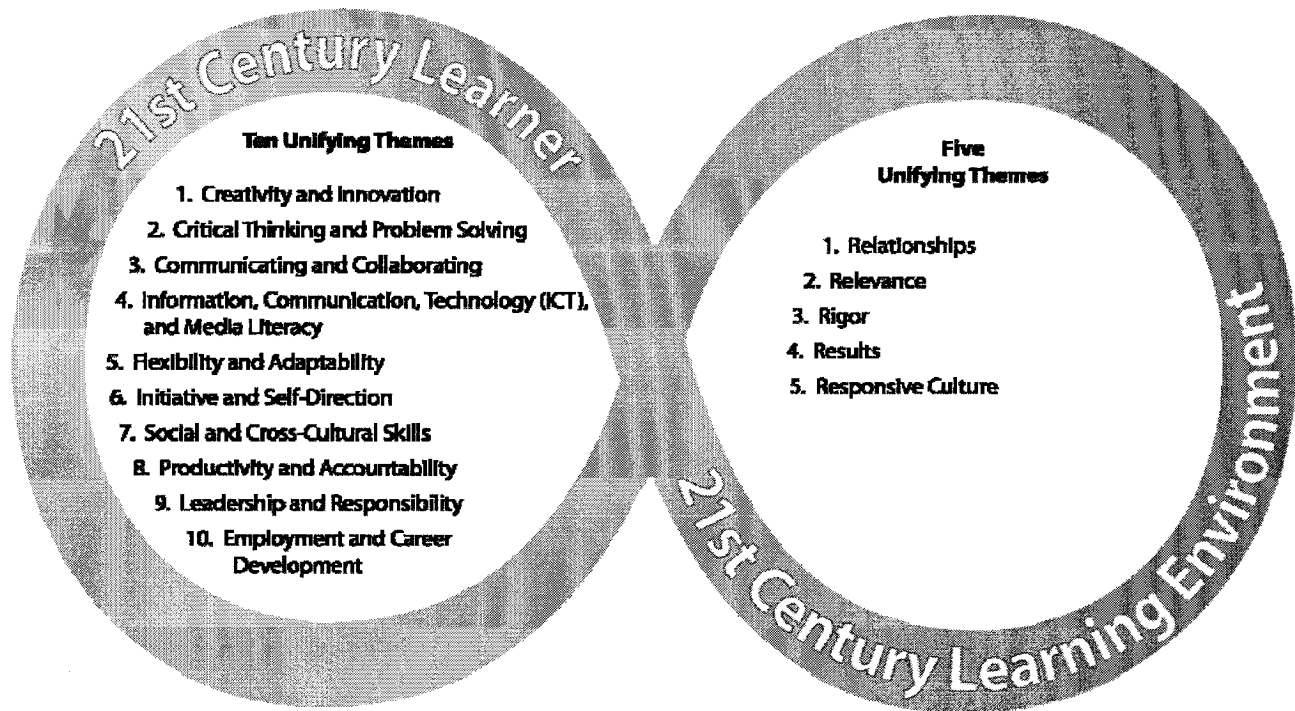 21st Century Learner
Ten Unifying Themes
1. Creativity and Innovation
2. Critical Thinking and Problem Solving
3. Communicating and Collaborating
4. Information, Communication, Technology (ICT),
and Media Literacy
5. Flexibility and Adaptability
6. Initiative and Self-Direction
7. Social and Cross-Cultural Skills
8. Productivity and Accountability
9. Leadership and Responsibility
10. Employment and Career
Development
Five
Unifying Themes
1. Relationships
2. Relevance
3. Rigor
4. Results
5. Responsive Culture
21st Century Learning Environment